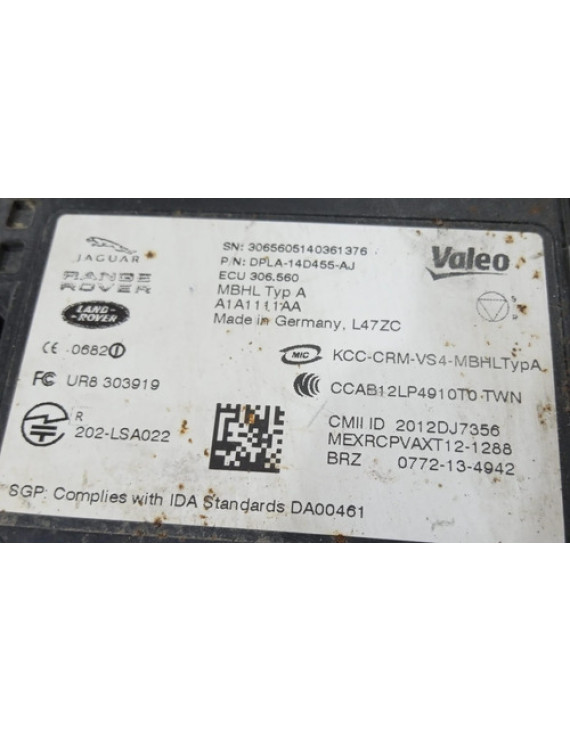 JAGUAR
RANGE
ROVER
LAND-
ROVER
SN: 3065605140361376
P/N: DPLA-14D455-AJ
ECU 306.560
MBHL Typ A
A1A1111AA
Made in Germany, L47ZC
Valeo
CE 0682
FC UR8 303919
R
202-LSA022
MIC KCC-CRM-VS4-MBHLTypA
CCAB12LP4910T0-TWN
CMII ID 2012DJ7356
MEXRCPVAXT12-1288
BRZ 0772-13-4942
SGP: Complies with IDA Standards DA00461